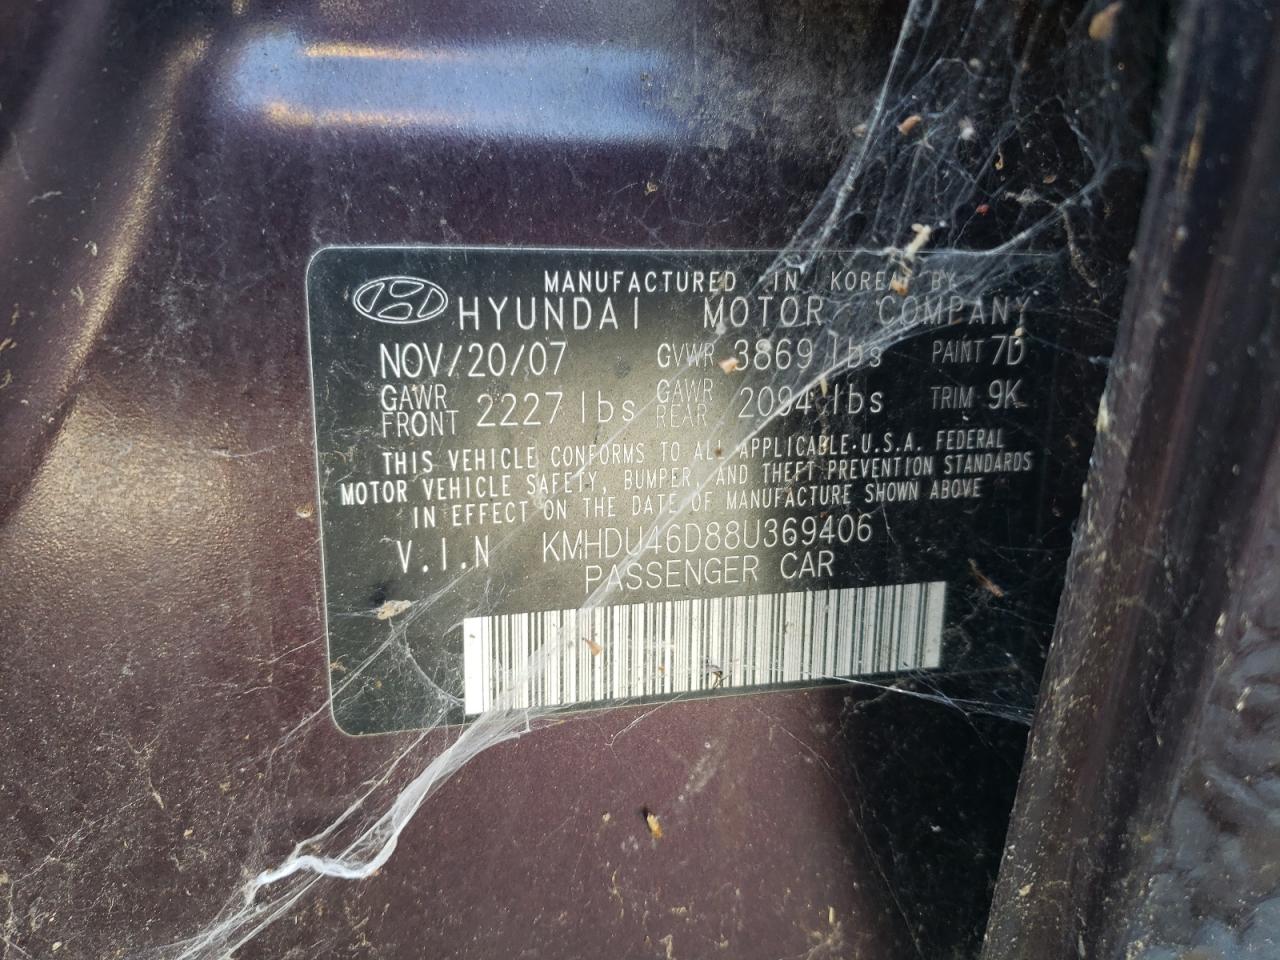 MANUFACTURED IN KOREA BY
HYUNDAI MOTOR COMPANY
NOV/20/07 GVWR 3869 lbs PAINT 7D
GAWR FRONT 2227 lbs GAWR REAR 2094 lbs TRIM 9K
THIS VEHICLE CONFORMS TO ALL APPLICABLE U.S.A. FEDERAL
MOTOR VEHICLE SAFETY, BUMPER, AND THEFT PREVENTION STANDARDS
IN EFFECT ON THE DATE OF MANUFACTURE SHOWN ABOVE
V.I.N KMHDU46D88U369406
PASSENGER CAR